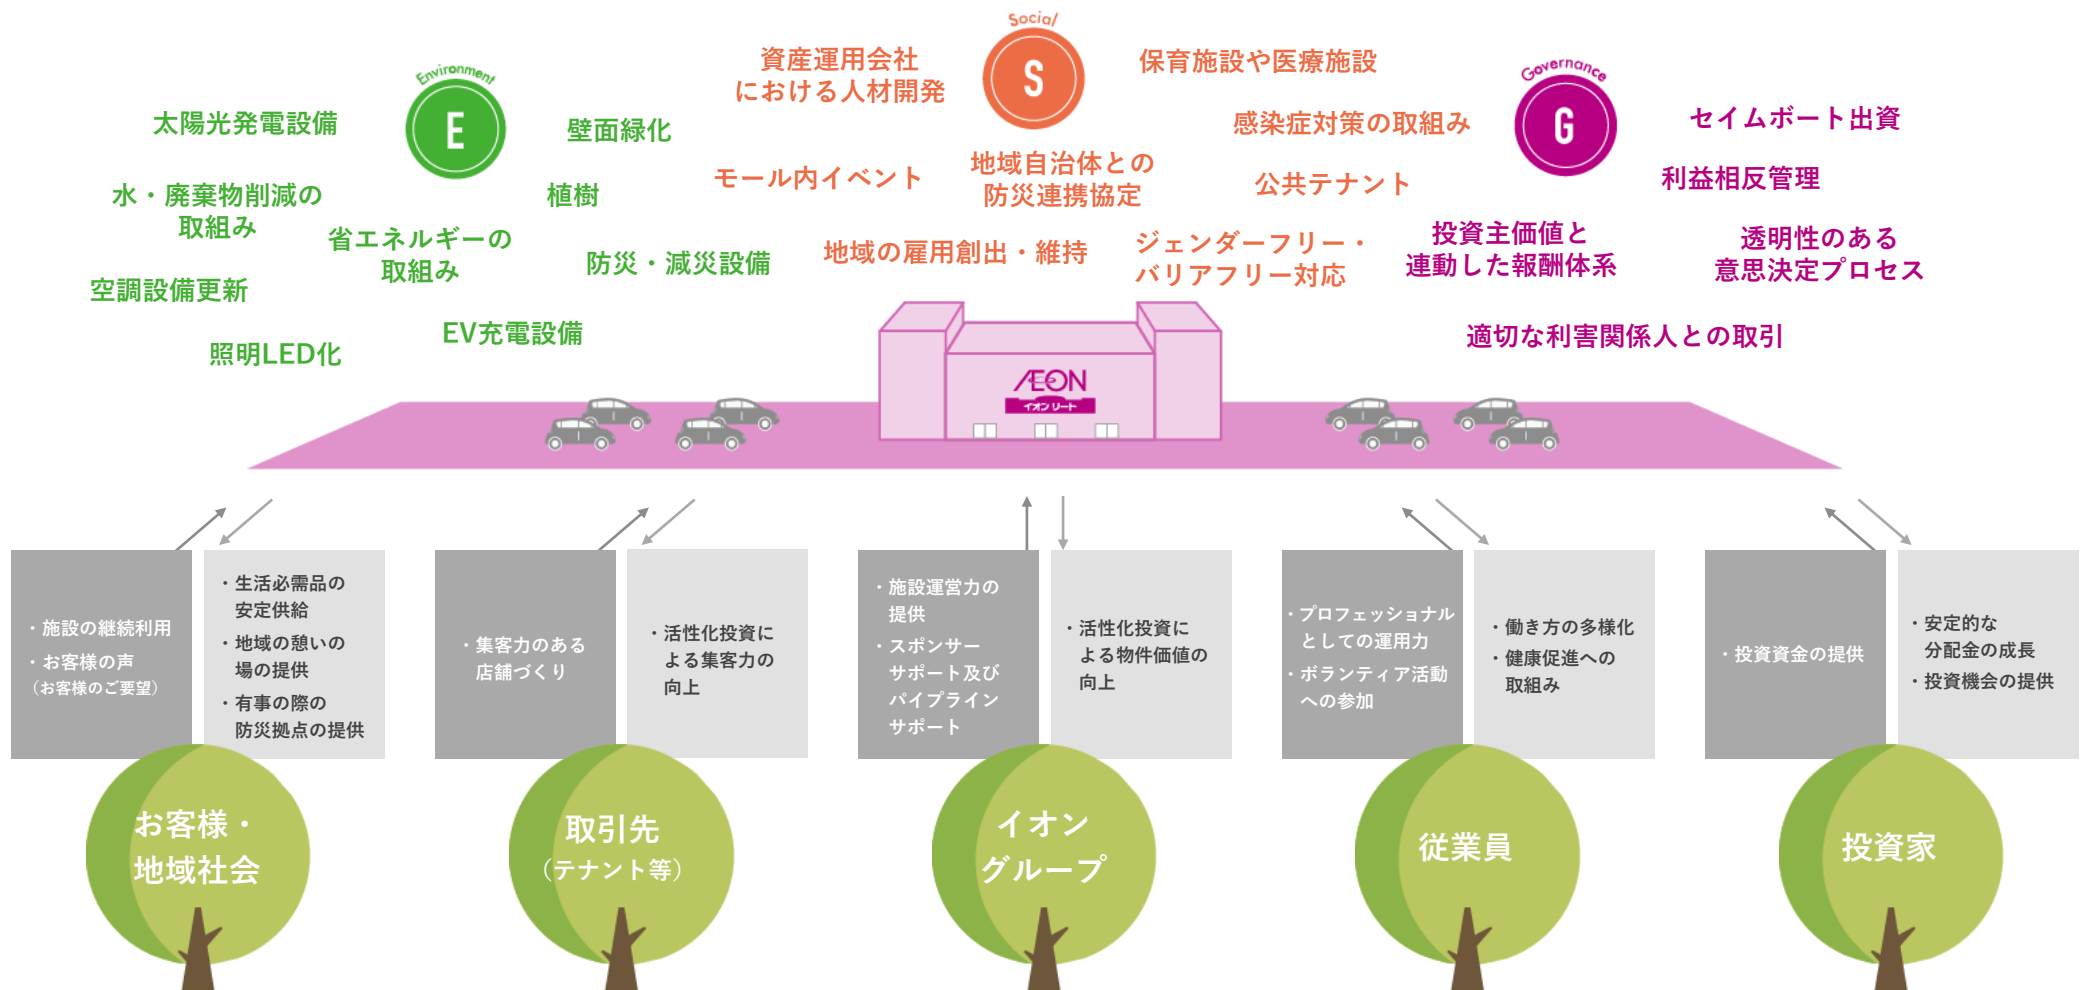 Environment
E
太陽光発電設備
壁面緑化
水・廃棄物削減の
取組み
植樹
省エネルギーの
取組み
防災・減災設備
空調設備更新
EV充電設備
照明LED化
Social
S
資産運用会社
における人材開発
保育施設や医療施設
感染症対策の取組み
モール内イベント
地域自治体との
防災連携協定
公共テナント
地域の雇用創出・維持
ジェンダーフリー・
バリアフリー対応
Governance
G
セイムボート出資
利益相反管理
投資主価値と
連動した報酬体系
透明性のある
意思決定プロセス
適切な利害関係人との取引
ÆON
イオン リート
・施設の継続利用
・お客様の声
（お客様のご要望）
・生活必需品の
安定供給
・地域の憩いの
場の提供
・有事の際の
防災拠点の提供
お客様・
地域社会
・集客力のある
店舗づくり
・活性化投資に
よる集客力の
向上
取引先
（テナント等）
・施設運営力の
提供
・スポンサー
サポート及び
パイプライン
サポート
・活性化投資に
よる物件価値の
向上
イオン
グループ
・プロフェッショナル
としての運用力
・ボランティア活動
への参加
・働き方の多様化
・健康促進への
取組み
従業員
・投資資金の提供
・安定的な
分配金の成長
・投資機会の提供
投資家